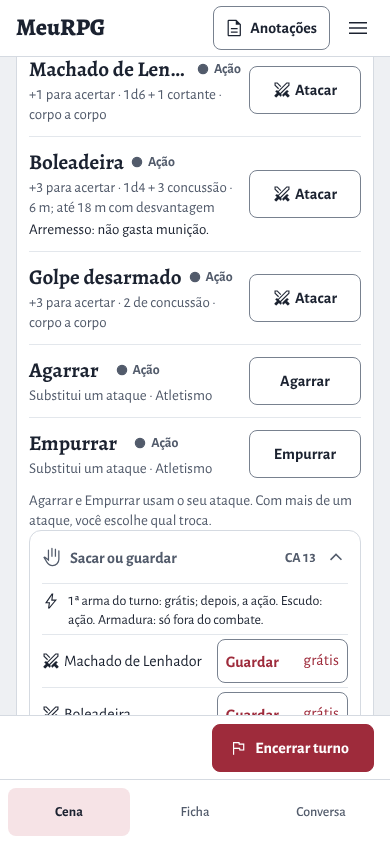 MeuRPG
Anotações
Machado de Len... Ação
+1 para acertar · 1d6 + 1 cortante ·
corpo a corpo
Atacar
Boleadeira Ação
+3 para acertar · 1d4 + 3 concussão ·
6 m; até 18 m com desvantagem
Arremesso: não gasta munição.
Atacar
Golpe desarmado Ação
+3 para acertar · 2 de concussão ·
corpo a corpo
Atacar
Agarrar Ação
Substitui um ataque · Atletismo
Agarrar
Empurrar Ação
Substitui um ataque · Atletismo
Empurrar
Agarrar e Empurrar usam o seu ataque. Com mais de um
ataque, você escolhe qual troca.
Sacar ou guardar CA 13
1ª arma do turno: grátis; depois, a ação. Escudo:
ação. Armadura: só fora do combate.
Machado de Lenhador Guardar grátis
Boleadeira Guardar grátis
Encerrar turno
Cena Ficha Conversa